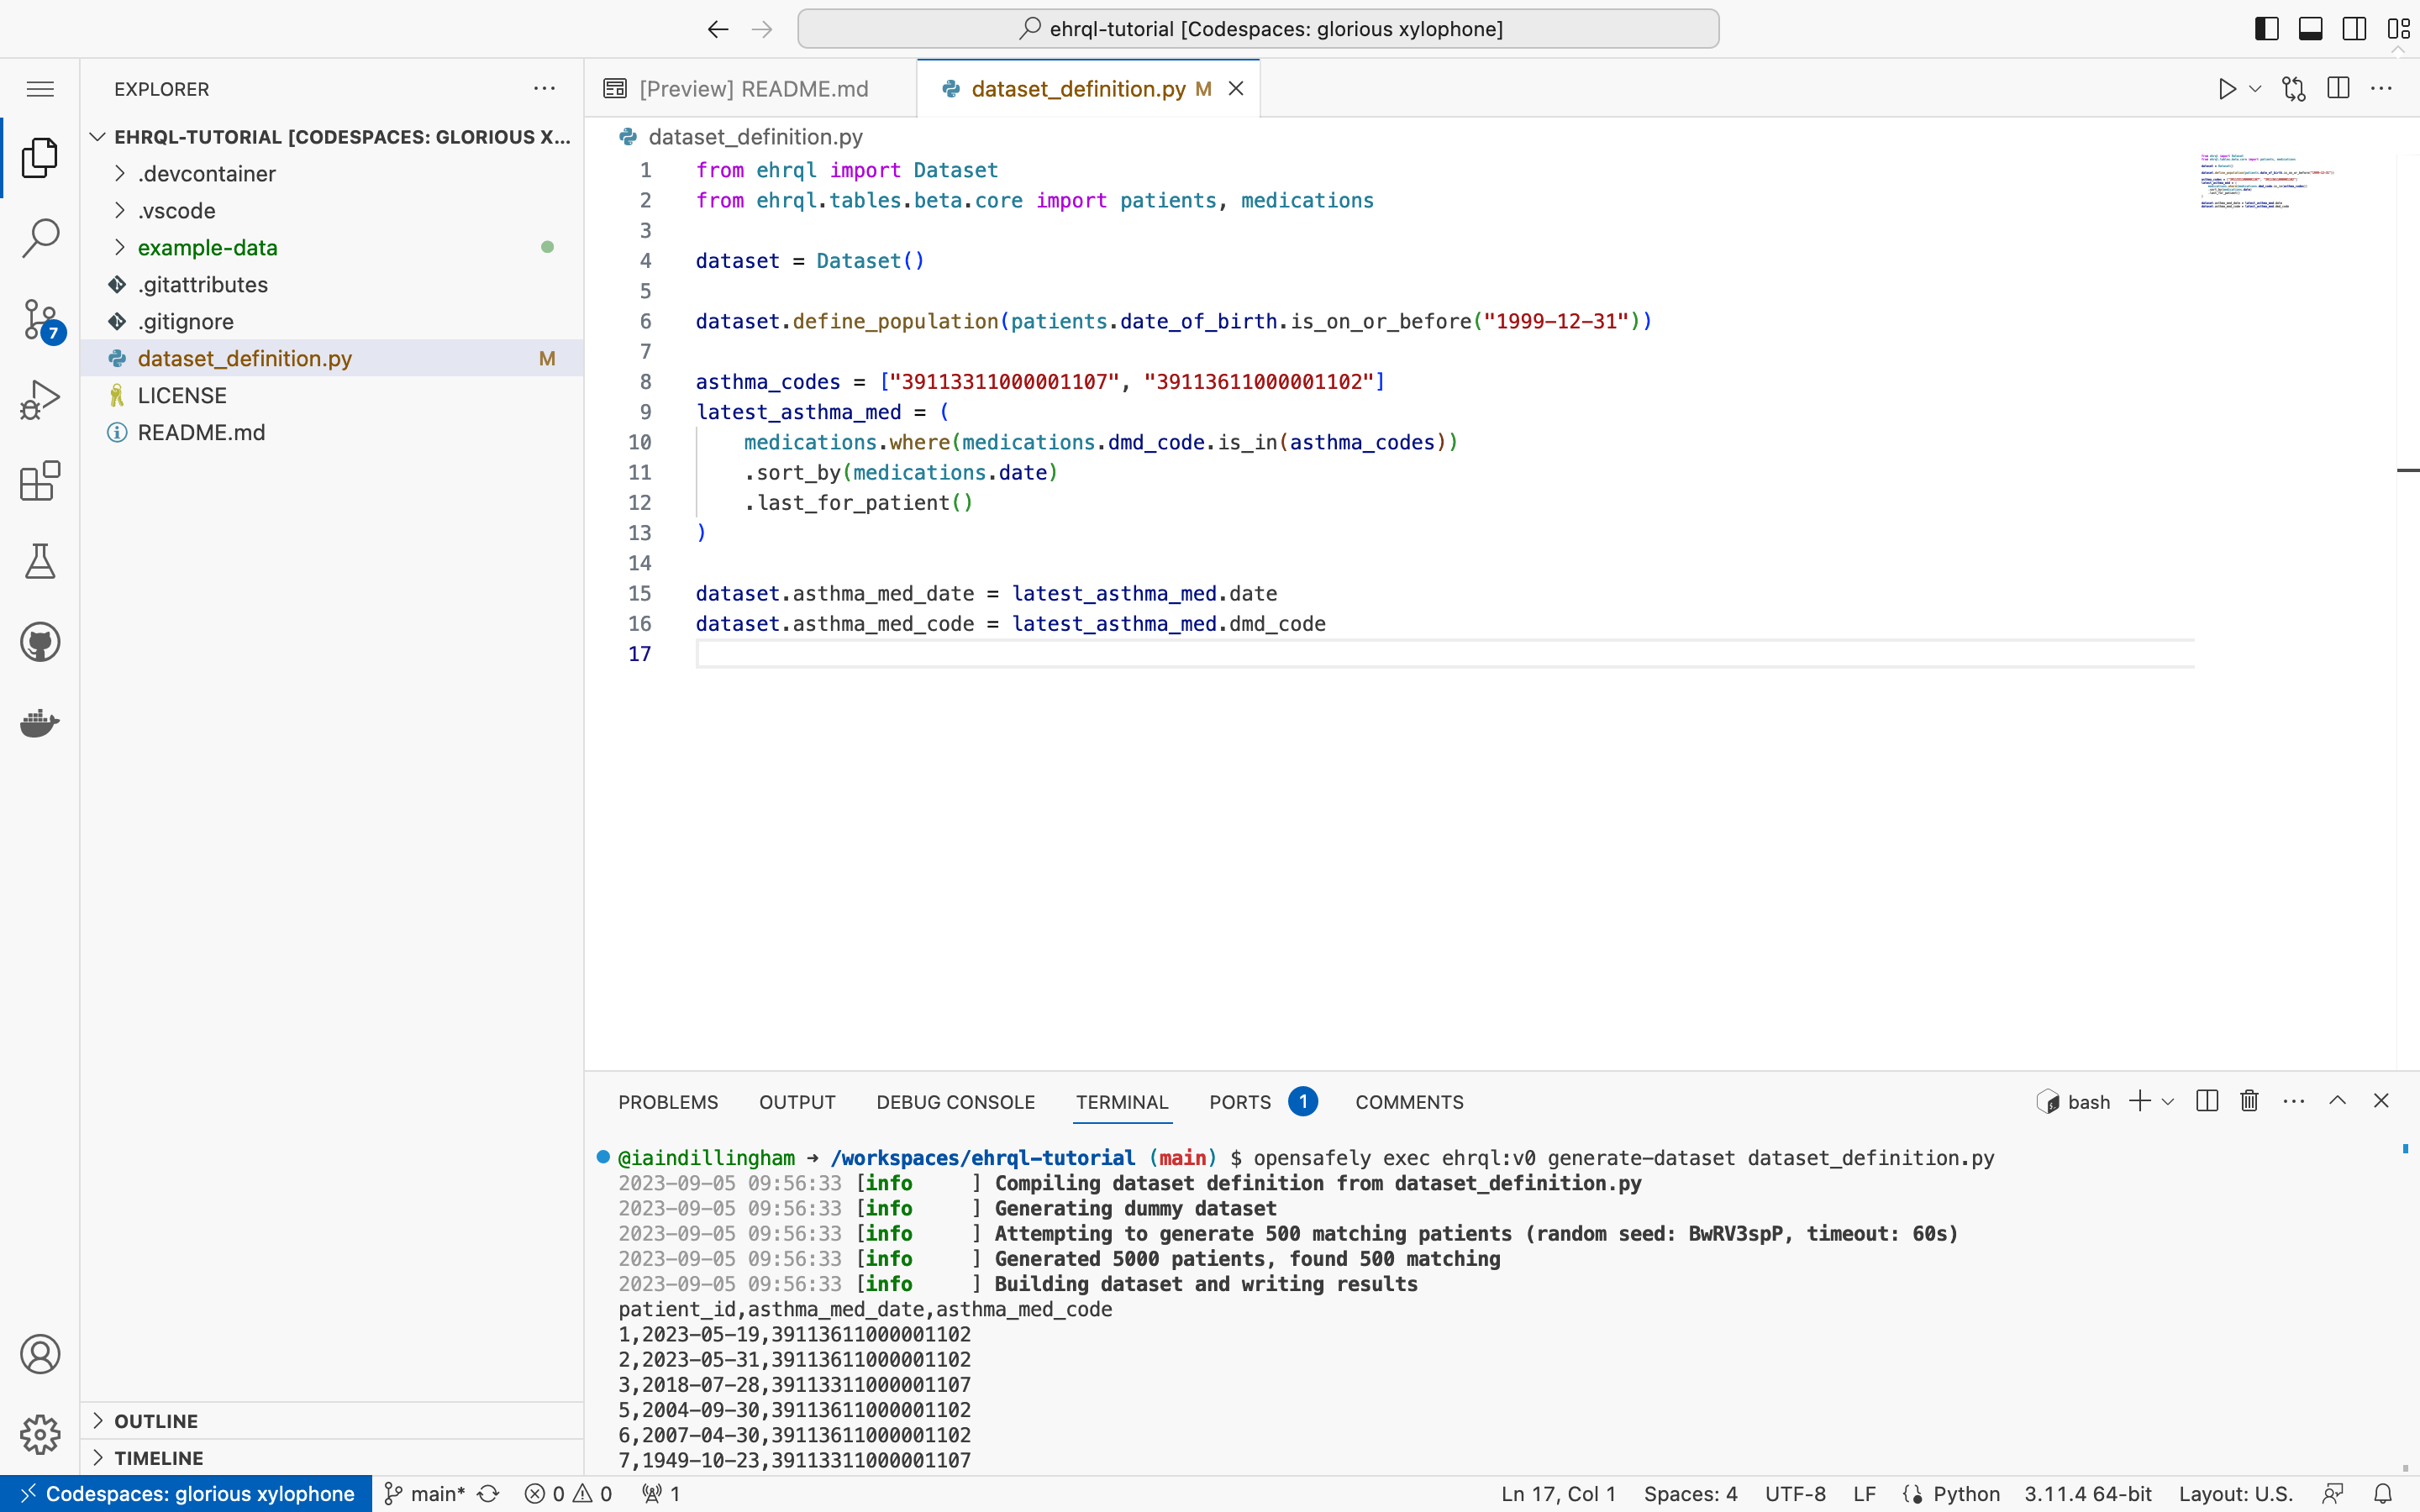 ehrql-tutorial [Codespaces: glorious xylophone]
EXPLORER
EHRQL-TUTORIAL [CODESPACES: GLORIOUS X...
.devcontainer
.vscode
example-data
.gitattributes
.gitignore
dataset_definition.py M
LICENSE
README.md
7
OUTLINE
TIMELINE
[Preview] README.md
dataset_definition.py M
dataset_definition.py
1 from ehrql import Dataset
2 from ehrql.tables.beta.core import patients, medications
3
4 dataset = Dataset()
5
6 dataset.define_population(patients.date_of_birth.is_on_or_before("1999-12-31"))
7
8 asthma_codes = ["39113311000001107", "39113611000001102"]
9 latest_asthma_med = (
10 medications.where(medications.dmd_code.is_in(asthma_codes))
11 .sort_by(medications.date)
12 .last_for_patient()
13 )
14
15 dataset.asthma_med_date = latest_asthma_med.date
16 dataset.asthma_med_code = latest_asthma_med.dmd_code
17
PROBLEMS OUTPUT DEBUG CONSOLE TERMINAL PORTS 1 COMMENTS
bash
@iaindillingham → /workspaces/ehrql-tutorial (main) $ opensafely exec ehrql:v0 generate-dataset dataset_definition.py
2023-09-05 09:56:33 [info     ] Compiling dataset definition from dataset_definition.py
2023-09-05 09:56:33 [info     ] Generating dummy dataset
2023-09-05 09:56:33 [info     ] Attempting to generate 500 matching patients (random seed: BwRV3spP, timeout: 60s)
2023-09-05 09:56:33 [info     ] Generated 5000 patients, found 500 matching
2023-09-05 09:56:33 [info     ] Building dataset and writing results
patient_id,asthma_med_date,asthma_med_code
1,2023-05-19,39113611000001102
2,2023-05-31,39113611000001102
3,2018-07-28,39113311000001107
5,2004-09-30,39113611000001102
6,2007-04-30,39113611000001102
7,1949-10-23,39113311000001107
Codespaces: glorious xylophone main* 0 0 1 Ln 17, Col 1 Spaces: 4 UTF-8 LF Python 3.11.4 64-bit Layout: U.S.